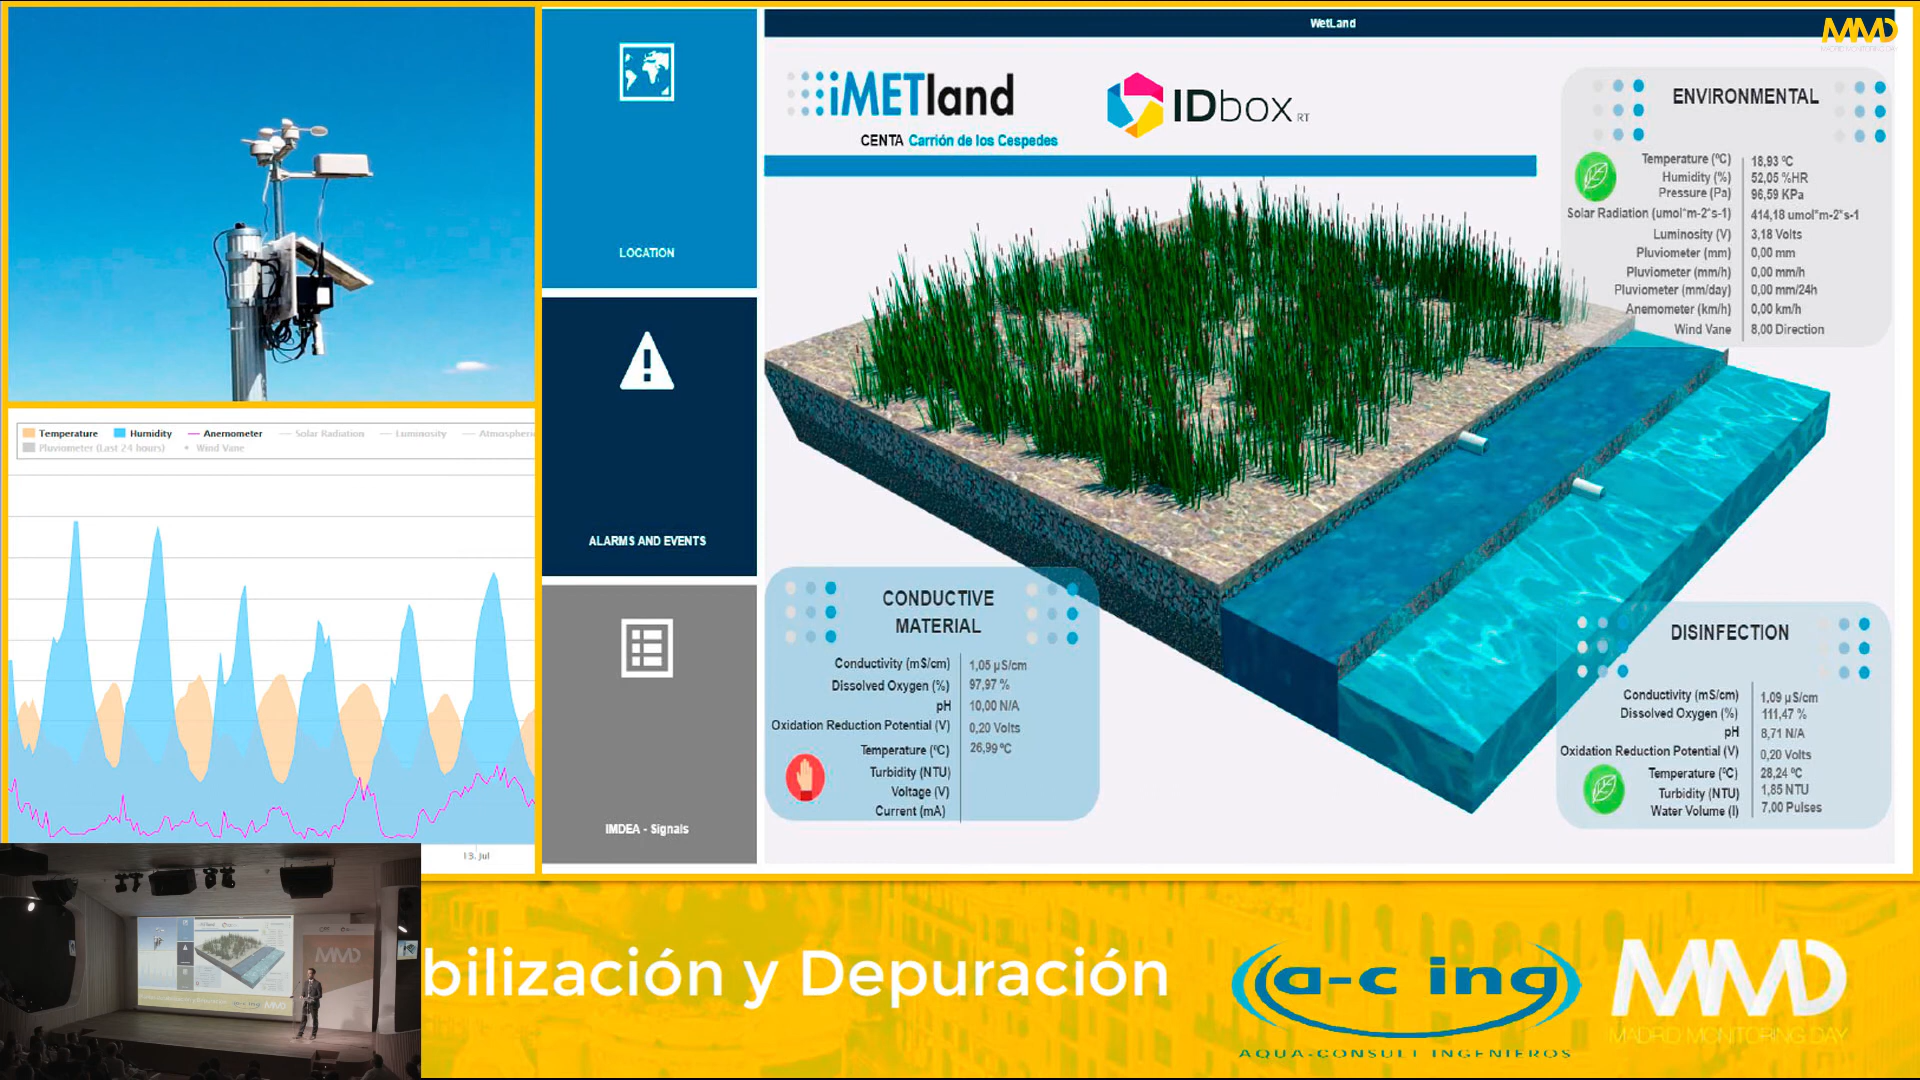 WetLand
MMD
LOCATION
ALARMS AND EVENTS
IMDEA - Signals
iMETland
CENTA Carrión de los Cespedes
IDbox RT
ENVIRONMENTAL
Temperature (ºC) 18,93 ºC
Humidity (%) 52,05 %HR
Pressure (Pa) 96,59 KPa
Solar Radiation (umol*m-2*s-1) 414,18 umol*m-2*s-1
Luminosity (V) 3,18 Volts
Pluviometer (mm) 0,00 mm
Pluviometer (mm/h) 0,00 mm/h
Pluviometer (mm/day) 0,00 mm/24h
Anemometer (km/h) 0,00 km/h
Wind Vane 8,00 Direction
Temperature Humidity Anemometer Solar Radiation Luminosity Atmospheri
Pluviometer (Last 24 hours) Wind Vane
13. Jul
CONDUCTIVE
MATERIAL
Conductivity (mS/cm) 1,05 µS/cm
Dissolved Oxygen (%) 97,97 %
pH 10,00 N/A
Oxidation Reduction Potential (V) 0,20 Volts
Temperature (ºC) 26,99 ºC
Turbidity (NTU)
Voltage (V)
Current (mA)
DISINFECTION
Conductivity (mS/cm) 1,09 µS/cm
Dissolved Oxygen (%) 111,47 %
pH 8,71 N/A
Oxidation Reduction Potential (V) 0,20 Volts
Temperature (ºC) 28,24 ºC
Turbidity (NTU) 1,85 NTU
Water Volume (l) 7,00 Pulses
bilización y Depuración
a-c ing
AQUA-CONSULT INGENIEROS
MMD
MADRID MONITORING DAY